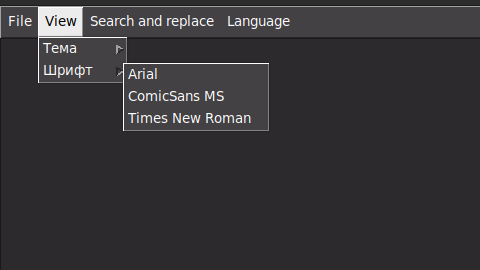 File View Search and replace Language
Тема
Шрифт
Arial
ComicSans MS
Times New Roman